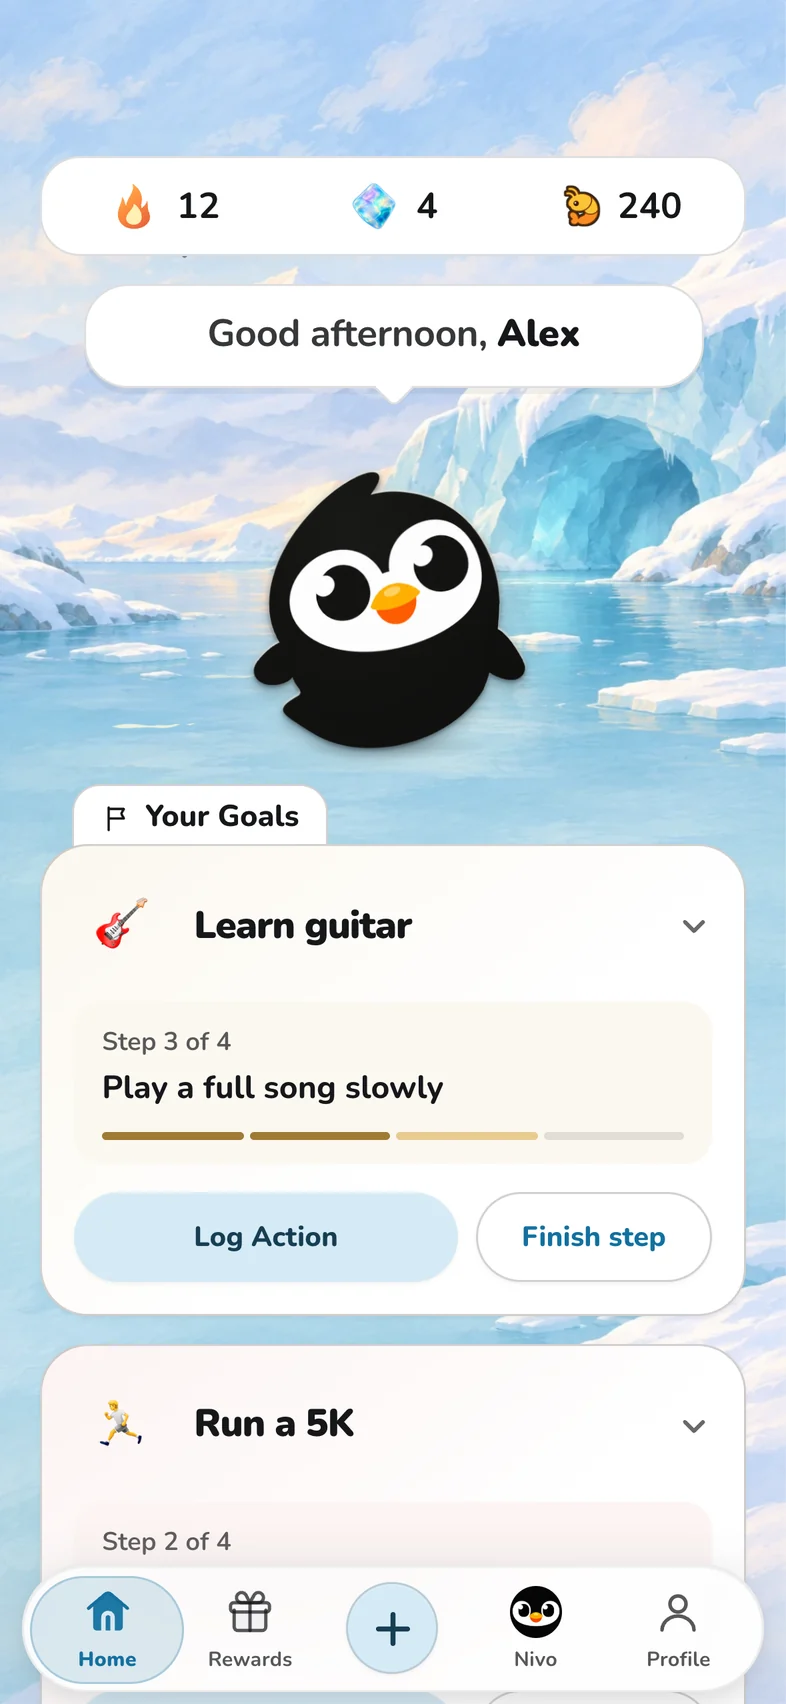 12
4
240
Good afternoon, Alex
Your Goals
Learn guitar
Step 3 of 4
Play a full song slowly
Log Action
Finish step
Run a 5K
Step 2 of 4
Home
Rewards
Nivo
Profile